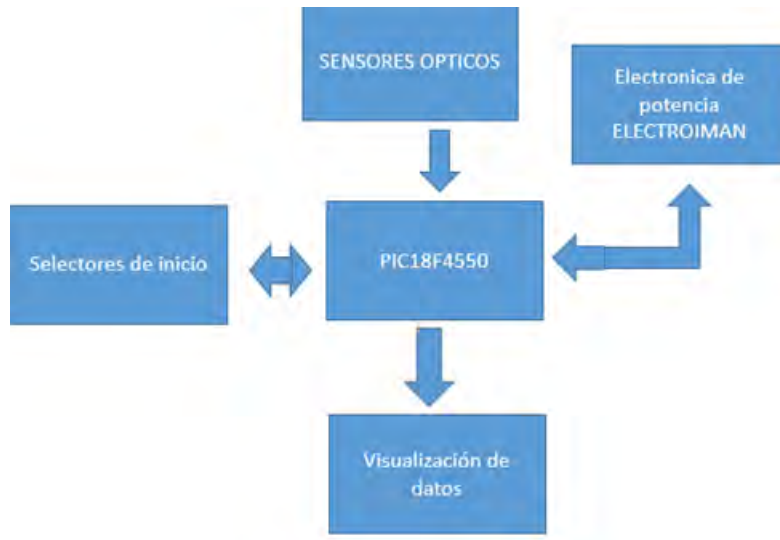 SENSORES OPTICOS
Electronica de
potencia
ELECTROIMAN
Selectores de inicio
PIC18F4550
Visualización de
datos